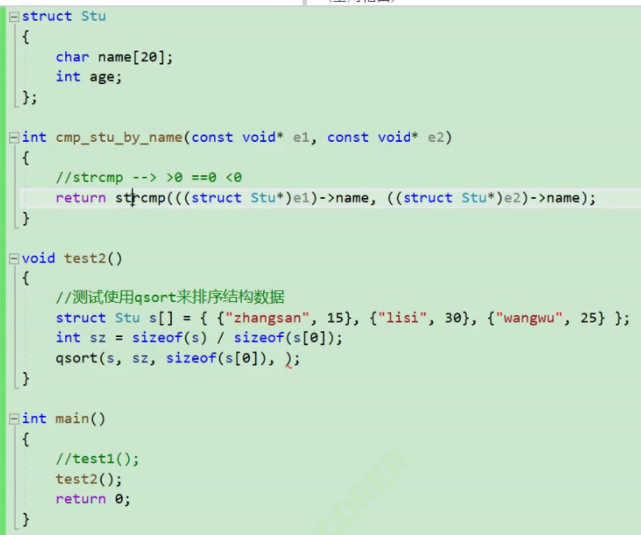 struct Stu
{
    char name[20];
    int age;
};
int cmp_stu_by_name(const void* e1, const void* e2)
{
    //strcmp --> >0 ==0 <0
    return strcmp(((struct Stu*)e1)->name, ((struct Stu*)e2)->name);
}
void test2()
{
    //测试使用qsort来排序结构数据
    struct Stu s[] = { {"zhangsan", 15}, {"lisi", 30}, {"wangwu", 25} };
    int sz = sizeof(s) / sizeof(s[0]);
    qsort(s, sz, sizeof(s[0]), );
}
int main()
{
    //test1();
    test2();
    return 0;
}